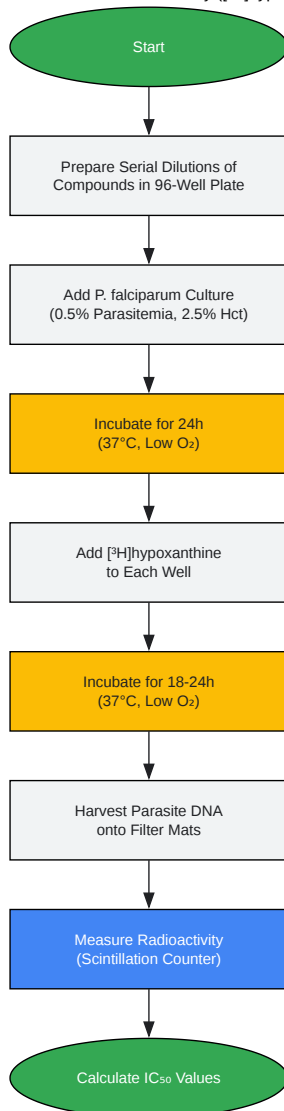 Start
Prepare Serial Dilutions of
Compounds in 96-Well Plate
Add P. falciparum Culture
(0.5% Parasitemia, 2.5% Hct)
Incubate for 24h
(37°C, Low O₂)
Add [³H]hypoxanthine
to Each Well
Incubate for 18-24h
(37°C, Low O₂)
Harvest Parasite DNA
onto Filter Mats
Measure Radioactivity
(Scintillation Counter)
Calculate IC₅₀ Values